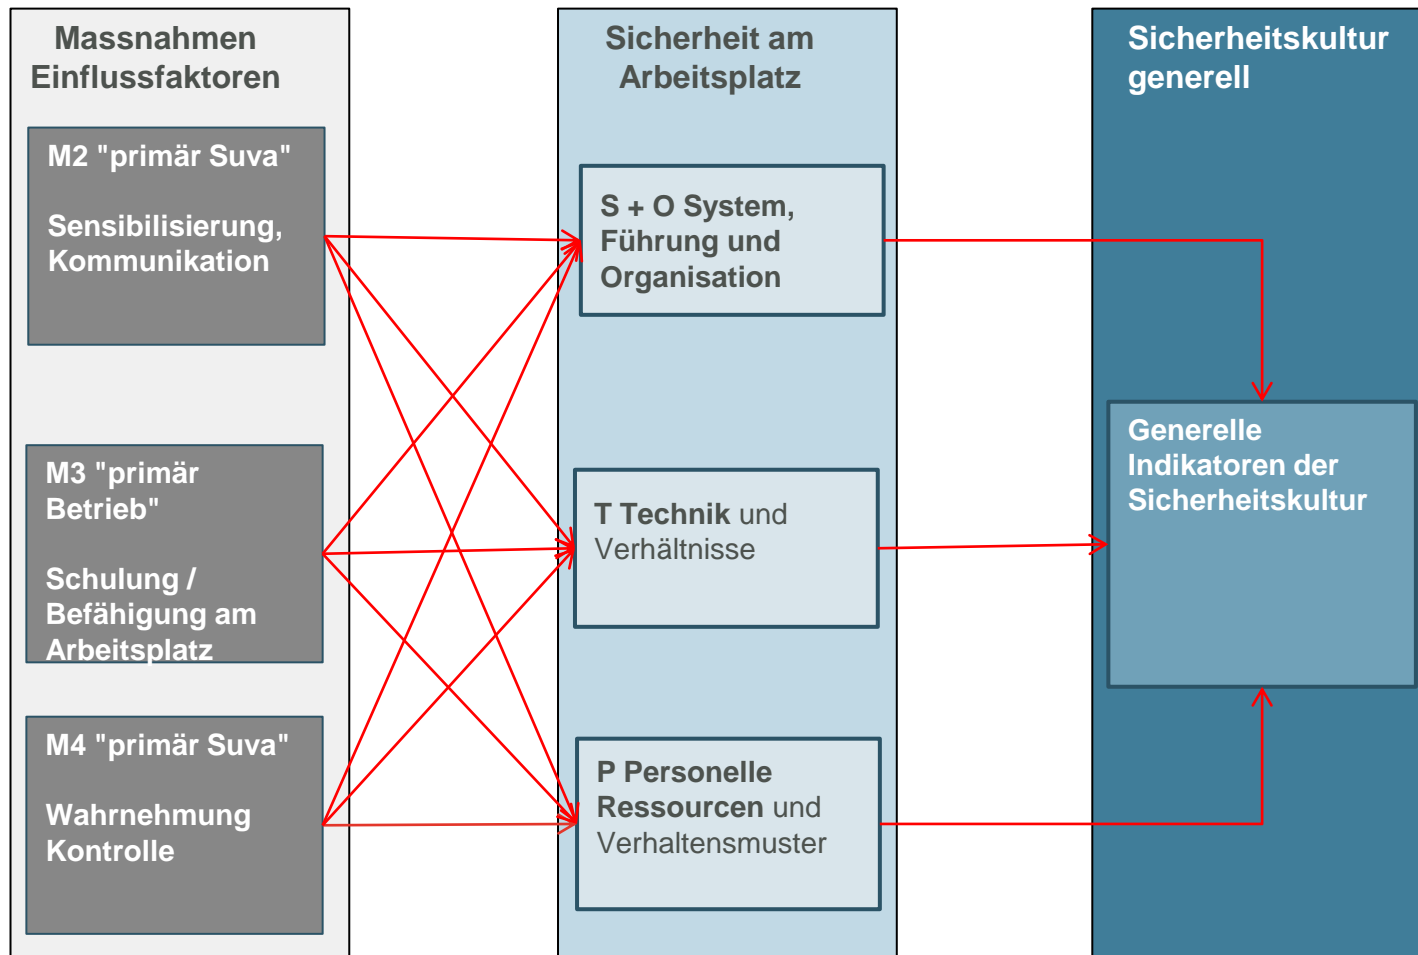 Massnahmen
Einflussfaktoren
M2 "primär Suva"
Sensibilisierung,
Kommunikation
M3 "primär
Betrieb"
Schulung /
Befähigung am
Arbeitsplatz
M4 "primär Suva"
Wahrnehmung
Kontrolle
Sicherheit am
Arbeitsplatz
S + O System,
Führung und
Organisation
T Technik und
Verhältnisse
P Personelle
Ressourcen und
Verhaltensmuster
Sicherheitskultur
generell
Generelle
Indikatoren der
Sicherheitskultur